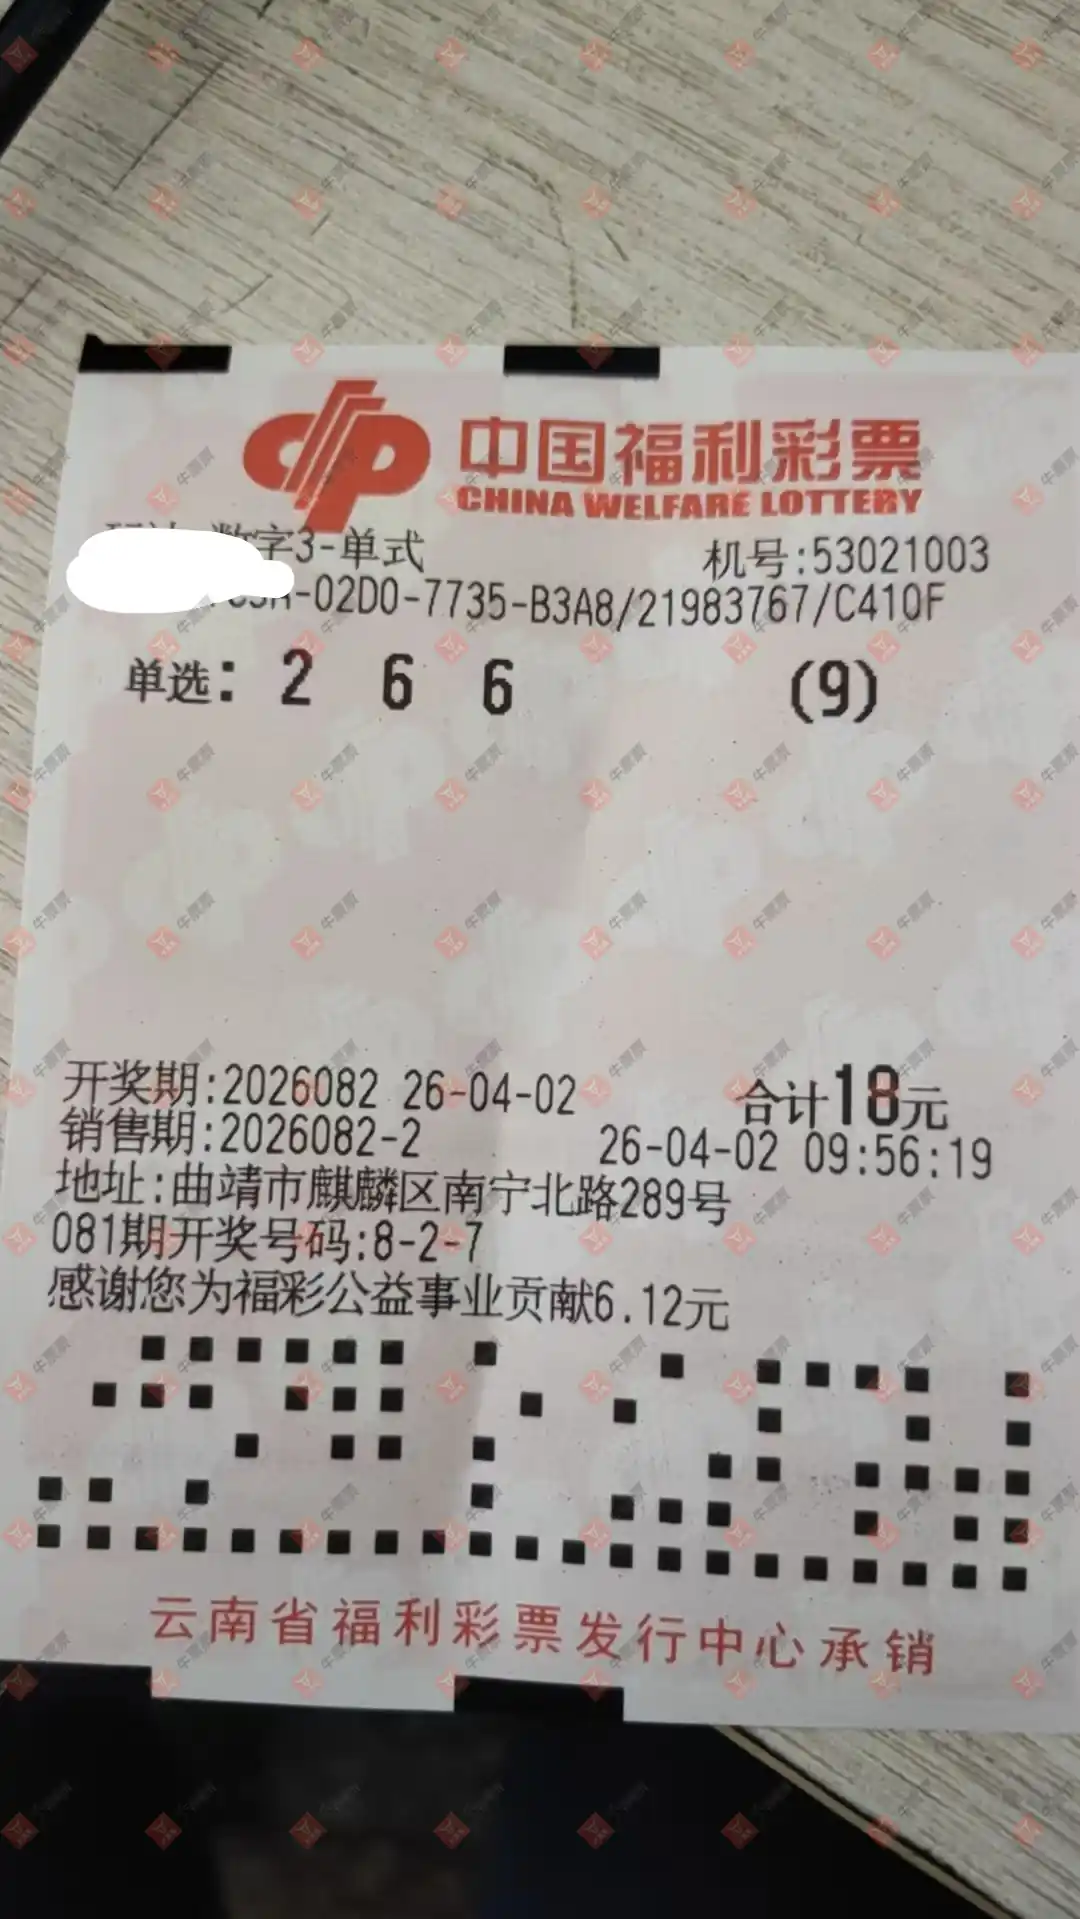 中国福利彩票
CHINA WELFARE LOTTERY
数字3-单式 机号:53021003
-02D0-7735-B3A8/21983767/C410F
单选: 2 6 6 (9)
开奖期:2026082 26-04-02 合计18元
销售期:2026082-2 26-04-02 09:56:19
地址:曲靖市麒麟区南宁北路289号
081期开奖号码:8-2-7
感谢您为福彩公益事业贡献6.12元
云南省福利彩票发行中心承销
牛票票